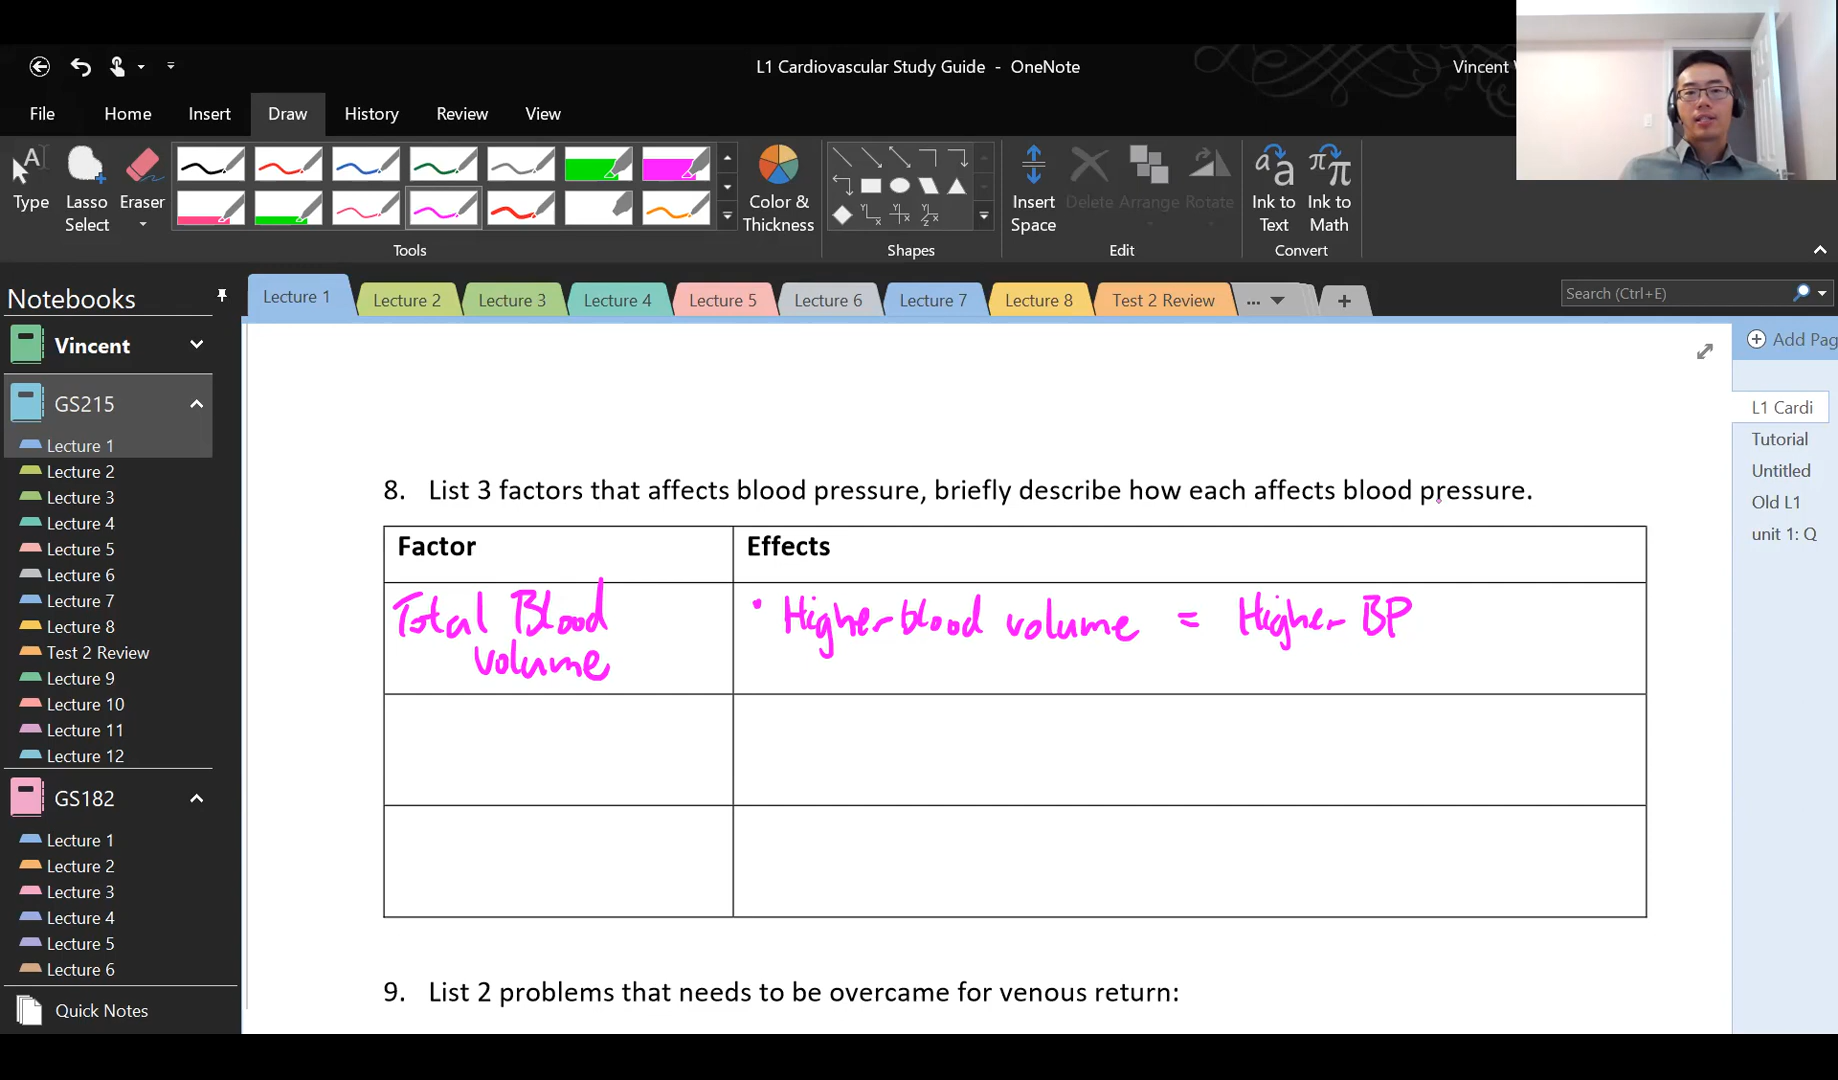 L1 Cardiovascular Study Guide - OneNote
Vincent
File Home Insert Draw History Review View
Type
Lasso Select
Eraser
Color & Thickness
Insert Space
Delete
Arrange
Rotate
Ink to Text
Ink to Math
Tools
Shapes
Edit
Convert
Notebooks
Lecture 1 Lecture 2 Lecture 3 Lecture 4 Lecture 5 Lecture 6 Lecture 7 Lecture 8 Test 2 Review ... +
Search (Ctrl+E)
Vincent
GS215
Lecture 1
Lecture 2
Lecture 3
Lecture 4
Lecture 5
Lecture 6
Lecture 7
Lecture 8
Test 2 Review
Lecture 9
Lecture 10
Lecture 11
Lecture 12
GS182
Lecture 1
Lecture 2
Lecture 3
Lecture 4
Lecture 5
Lecture 6
Quick Notes
8. List 3 factors that affects blood pressure, briefly describe how each affects blood pressure.
Factor Effects
Total Blood
volume
• Higher blood volume = Higher BP
9. List 2 problems that needs to be overcame for venous return:
Add Pag
L1 Cardi
Tutorial
Untitled
Old L1
unit 1: Q